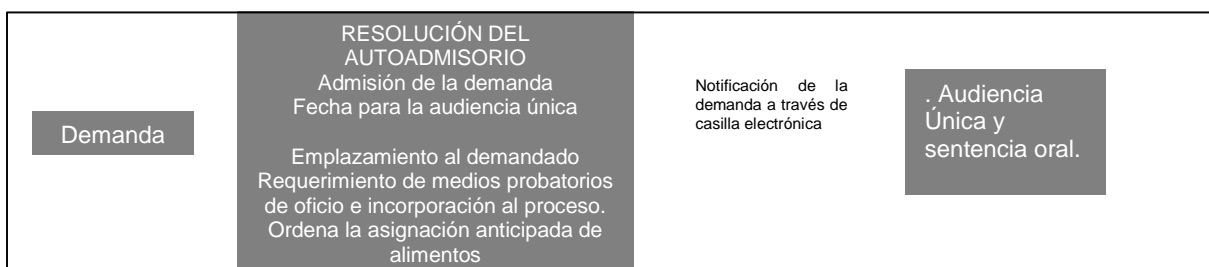 Demanda
RESOLUCIÓN DEL
AUTOADMISORIO
Admisión de la demanda
Fecha para la audiencia única
Emplazamiento al demandado
Requerimiento de medios probatorios
de oficio e incorporación al proceso.
Ordena la asignación anticipada de
alimentos
Notificación de la
demanda a través de
casilla electrónica
. Audiencia
Única y
sentencia oral.